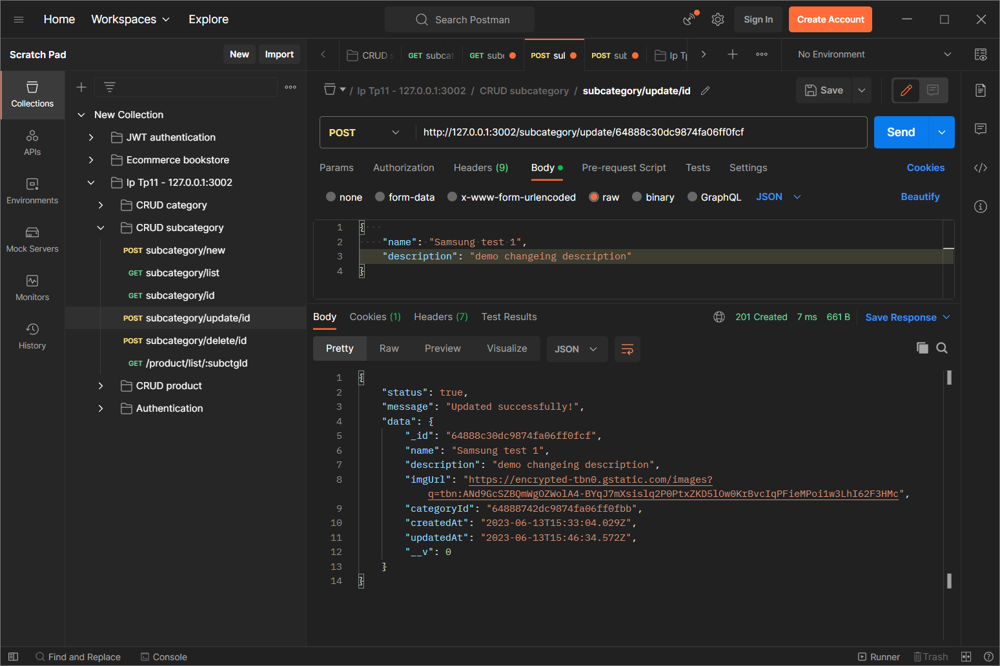 Home Workspaces Explore Search Postman Sign In Create Account
Scratch Pad New Import CRUD s GET subcat GET subc POST sul POST sut Ip Tp No Environment
Collections
APIs
Environments
Mock Servers
Monitors
History
New Collection
JWT authentication
Ecommerce bookstore
Ip Tp11 - 127.0.0.1:3002
CRUD category
CRUD subcategory
POST subcategory/new
GET subcategory/list
GET subcategory/id
POST subcategory/update/id
POST subcategory/delete/id
GET /product/list/:subctgId
CRUD product
Authentication
/ Ip Tp11 - 127.0.0.1:3002 / CRUD subcategory / subcategory/update/id Save
POST http://127.0.0.1:3002/subcategory/update/64888c30dc9874fa06ff0fcf Send
Params Authorization Headers (9) Body Pre-request Script Tests Settings Cookies
none form-data x-www-form-urlencoded raw binary GraphQL JSON Beautify
1 {
2 "name": "Samsung test 1",
3 "description": "demo changeing description"
4 }
Body Cookies (1) Headers (7) Test Results 201 Created 7 ms 661 B Save Response
Pretty Raw Preview Visualize JSON
1 {
2 "status": true,
3 "message": "Updated successfully!",
4 "data": {
5 "_id": "64888c30dc9874fa06ff0fcf",
6 "name": "Samsung test 1",
7 "description": "demo changeing description",
8 "imgUrl": "https://encrypted-tbn0.gstatic.com/images?
q=tbn:ANd9GcSZBQmWgOZWolA4-BYqJ7mXsislq2P0PtxZKD5lOw0KrBvcIqPFieMPoi1w3LhI62F3HMc",
9 "categoryId": "64888742dc9874fa06ff0fbb",
10 "createdAt": "2023-06-13T15:33:04.029Z",
11 "updatedAt": "2023-06-13T15:46:34.572Z",
12 "__v": 0
13 }
14 }
Find and Replace Console Runner Trash